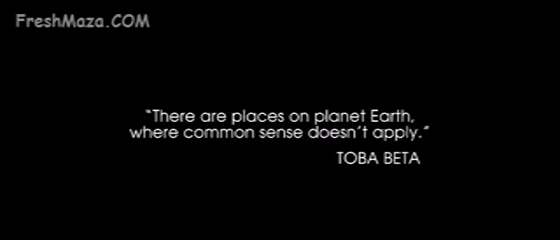 FreshMaza.COM
“There are places on planet Earth,
where common sense doesn't apply.”
TOBA BETA